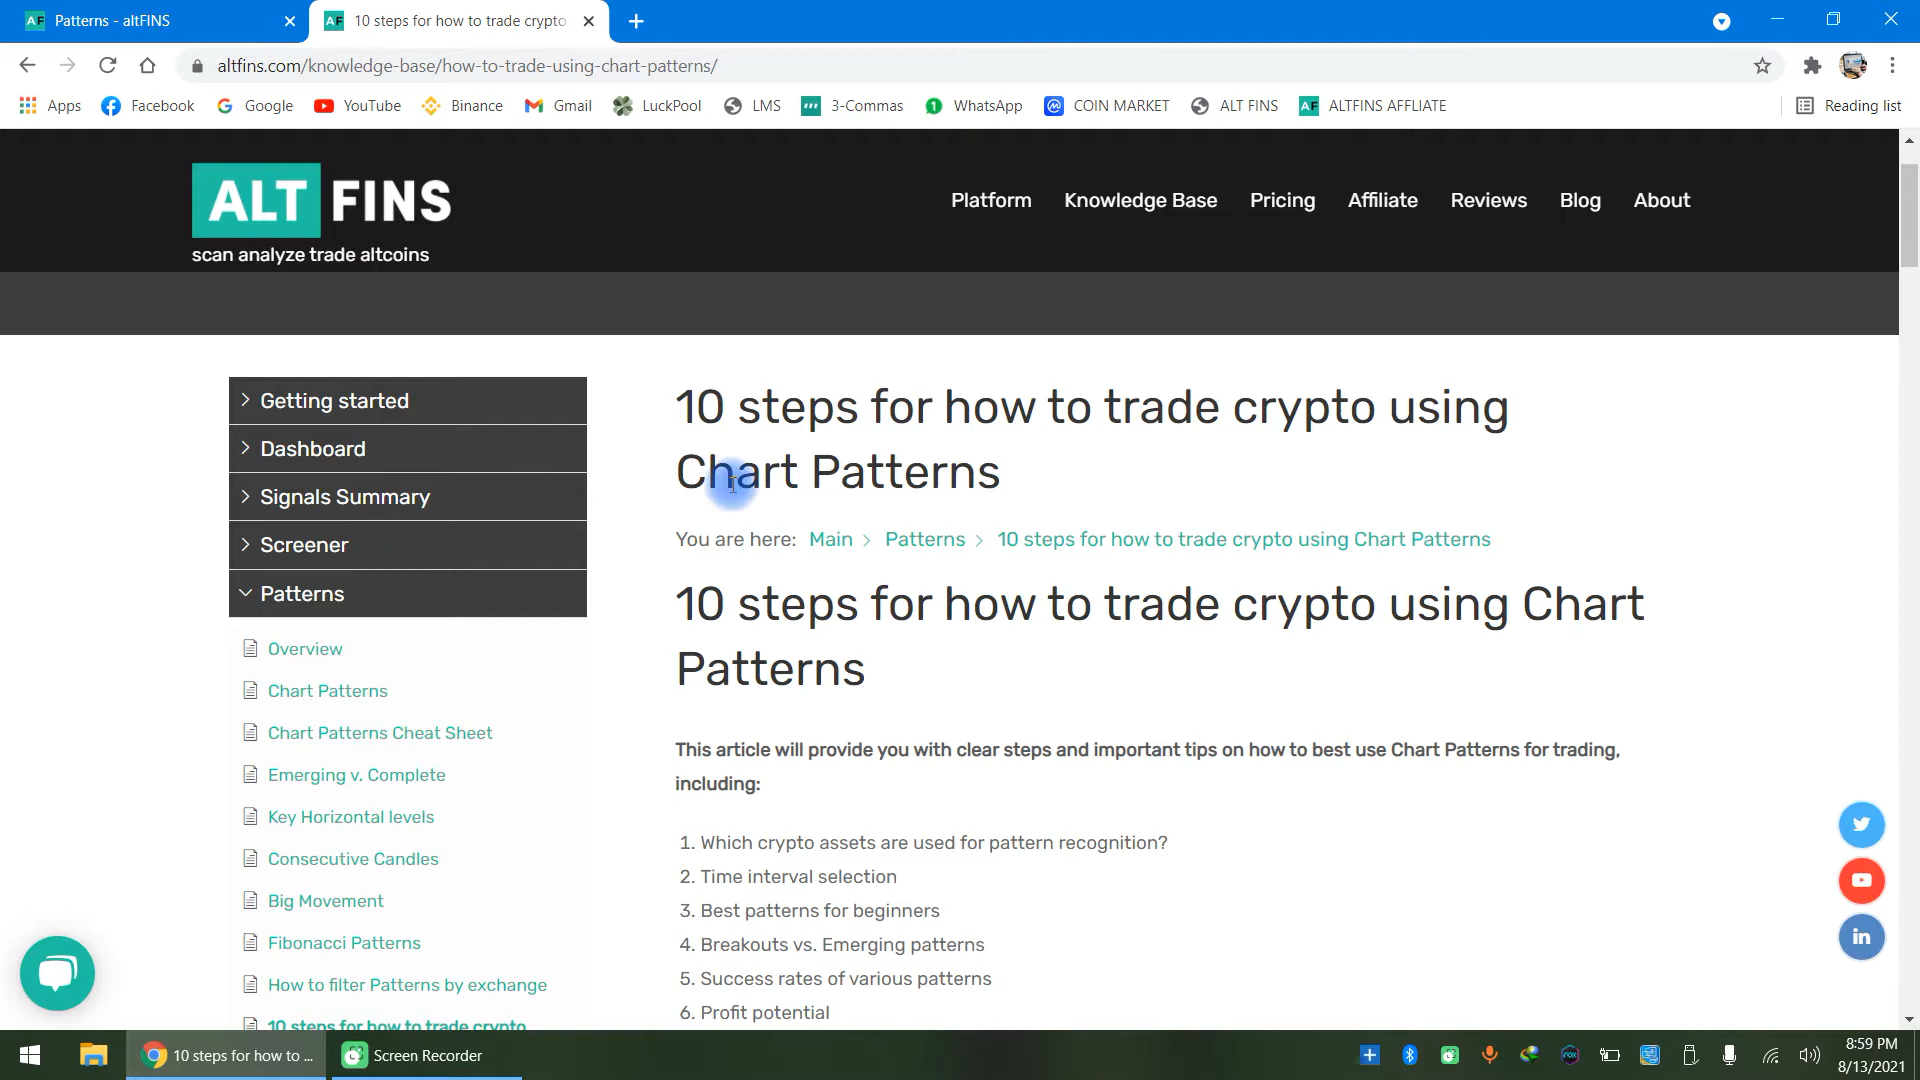 Patterns - altFINS
10 steps for how to trade crypto
altfins.com/knowledge-base/how-to-trade-using-chart-patterns/
Apps Facebook Google YouTube Binance Gmail LuckPool LMS 3-Commas WhatsApp COIN MARKET ALT FINS ALTFINS AFFLIATE Reading list
ALT FINS
scan analyze trade altcoins
Platform Knowledge Base Pricing Affiliate Reviews Blog About
Getting started
Dashboard
Signals Summary
Screener
Patterns
Overview
Chart Patterns
Chart Patterns Cheat Sheet
Emerging v. Complete
Key Horizontal levels
Consecutive Candles
Big Movement
Fibonacci Patterns
How to filter Patterns by exchange
10 steps for how to trade crypto
10 steps for how to trade crypto using
Chart Patterns
You are here: Main > Patterns > 10 steps for how to trade crypto using Chart Patterns
10 steps for how to trade crypto using Chart
Patterns
This article will provide you with clear steps and important tips on how to best use Chart Patterns for trading,
including:
1. Which crypto assets are used for pattern recognition?
2. Time interval selection
3. Best patterns for beginners
4. Breakouts vs. Emerging patterns
5. Success rates of various patterns
6. Profit potential
10 steps for how to ...
Screen Recorder
8:59 PM
8/13/2021